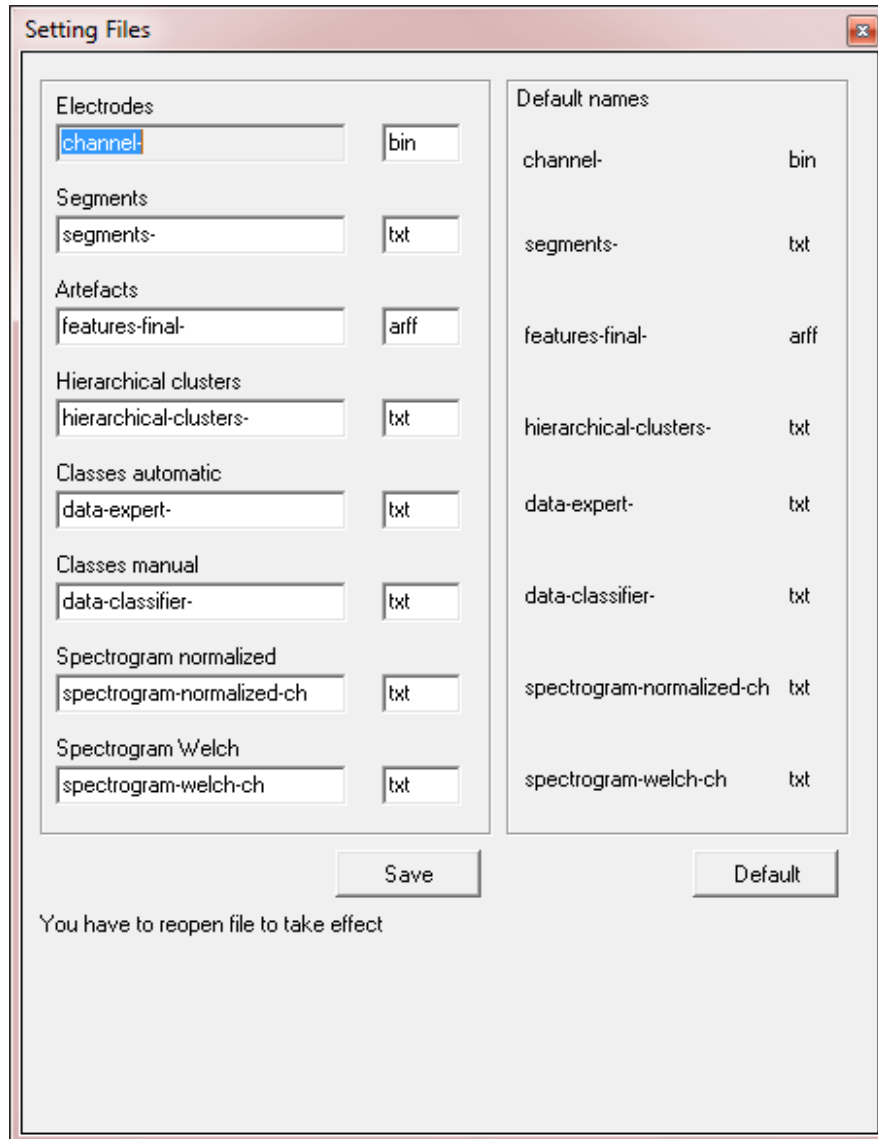 Setting Files
Electrodes
channel- bin
Segments
segments- txt
Artefacts
features-final- arff
Hierarchical clusters
hierarchical-clusters- txt
Classes automatic
data-expert- txt
Classes manual
data-classifier- txt
Spectrogram normalized
spectrogram-normalized-ch txt
Spectrogram Welch
spectrogram-welch-ch txt
Default names
channel- bin
segments- txt
features-final- arff
hierarchical-clusters- txt
data-expert- txt
data-classifier- txt
spectrogram-normalized-ch txt
spectrogram-welch-ch txt
Save
Default
You have to reopen file to take effect